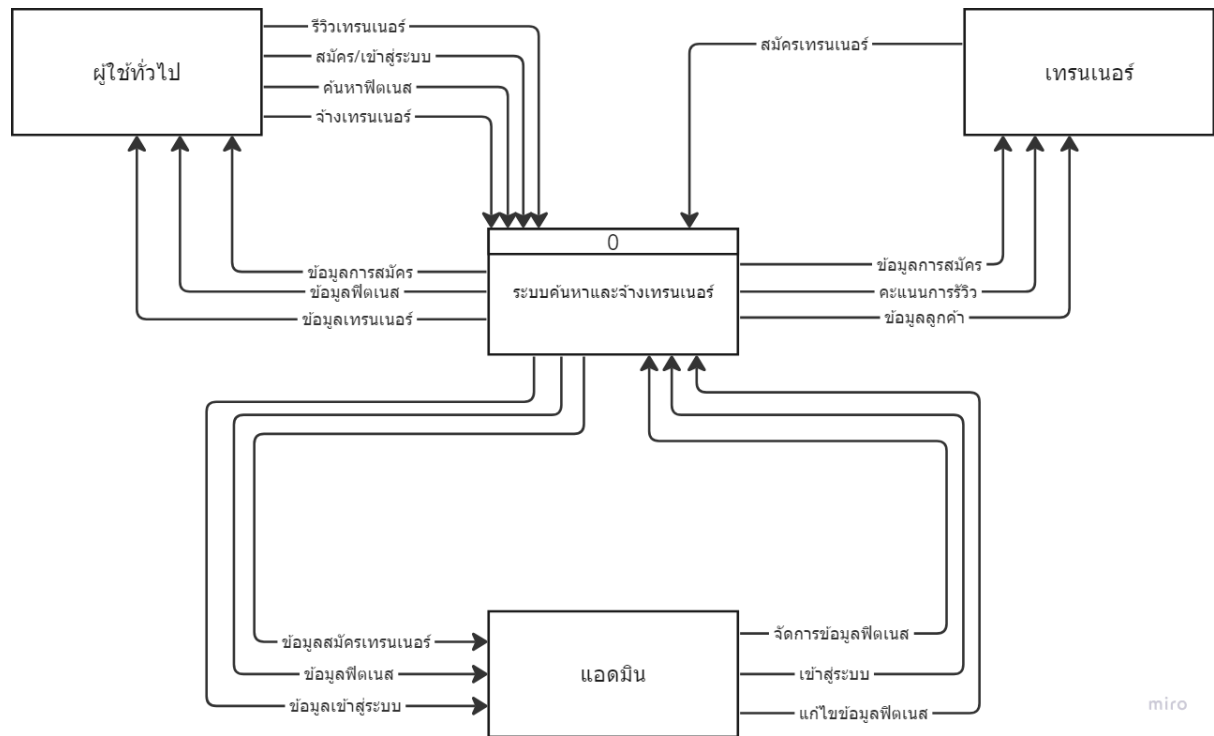 รีวิวเทรนเนอร์
สมัคร/เข้าสู่ระบบ
ค้นหาฟิตเนส
จ้างเทรนเนอร์
ผู้ใช้ทั่วไป
สมัครเทรนเนอร์
เทรนเนอร์
0
ระบบค้นหาและจ้างเทรนเนอร์
ข้อมูลการสมัคร
ข้อมูลฟิตเนส
ข้อมูลเทรนเนอร์
ข้อมูลการสมัคร
คะแนนการรีวิว
ข้อมูลลูกค้า
ข้อมูลสมัครเทรนเนอร์
ข้อมูลฟิตเนส
ข้อมูลเข้าสู่ระบบ
แอดมิน
จัดการข้อมูลฟิตเนส
เข้าสู่ระบบ
แก้ไขข้อมูลฟิตเนส
miro